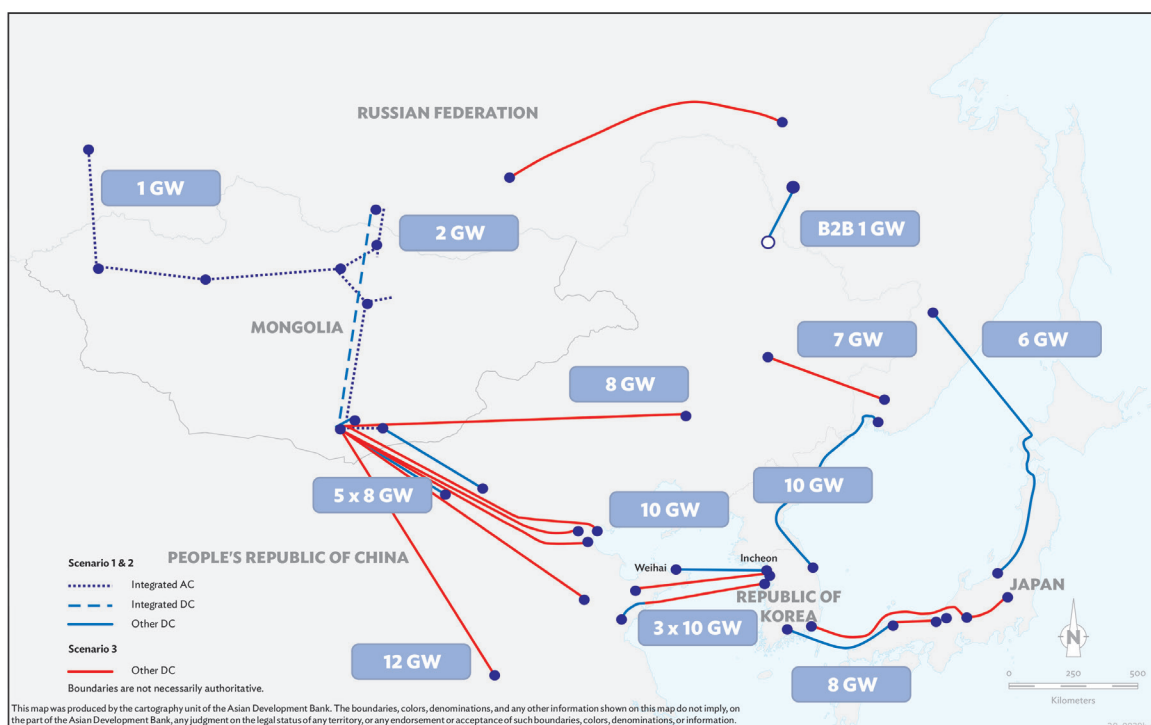 RUSSIAN FEDERATION
1 GW
2 GW
B2B 1 GW
MONGOLIA
7 GW
6 GW
8 GW
5 x 8 GW
10 GW
10 GW
PEOPLE'S REPUBLIC OF CHINA
Weihai
Incheon
REPUBLIC OF
KOREA
JAPAN
3 x 10 GW
12 GW
8 GW
Scenario 1 & 2
Integrated AC
Integrated DC
Other DC
Scenario 3
Other DC
Boundaries are not necessarily authoritative.
N
0 250 500
Kilometers
This map was produced by the cartography unit of the Asian Development Bank. The boundaries, colors, denominations, and any other information shown on this map do not imply, on
the part of the Asian Development Bank, any judgment on the legal status of any territory, or any endorsement or acceptance of such boundaries, colors, denominations, or information.